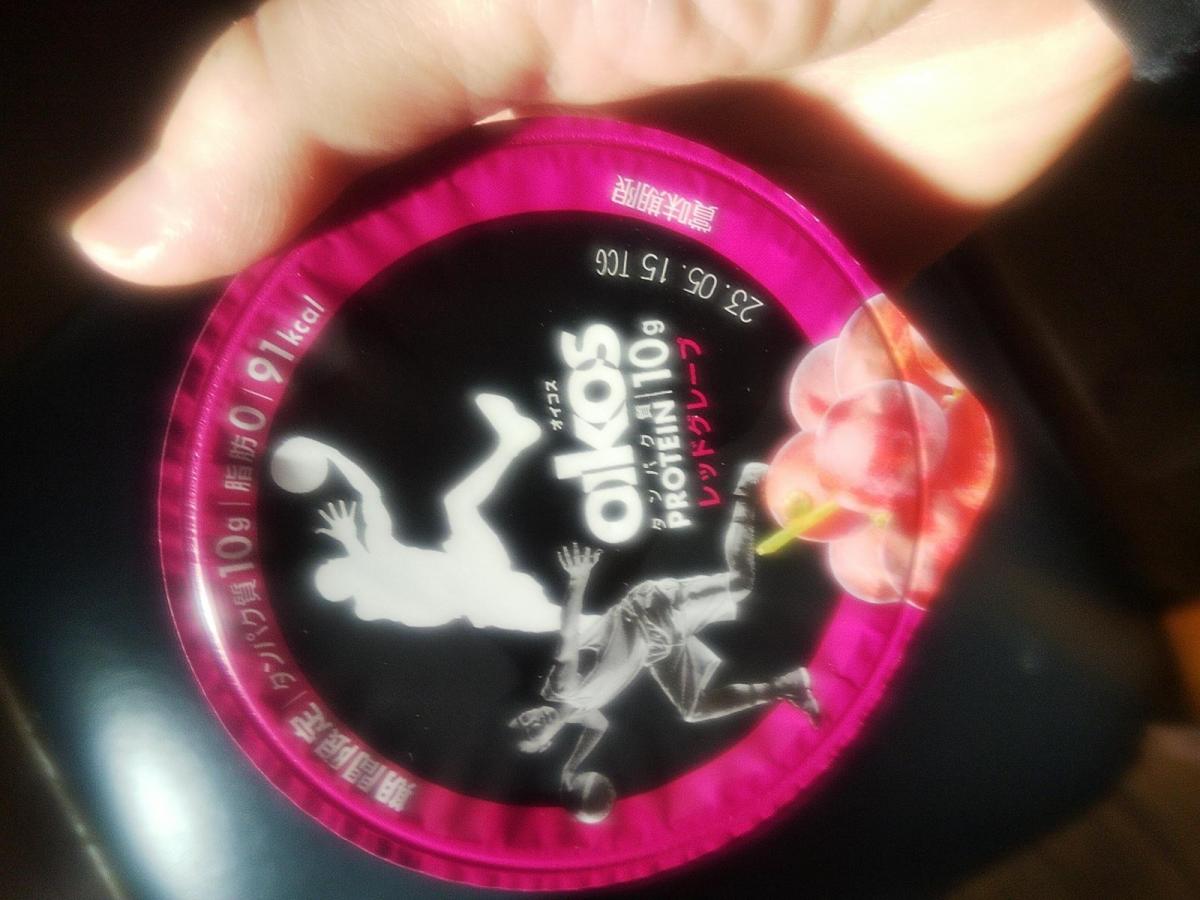 期間限定|タンパク質10g|脂肪0|91kcal
オイコス
oikos
タンパク質
PROTEIN|10g
レッドグレープ
23.05.15 TCG
賞味期限